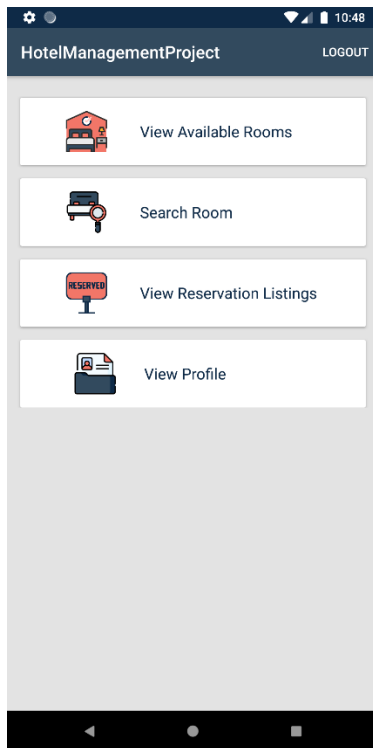 10:48
HotelManagementProject LOGOUT
View Available Rooms
Search Room
RESERVED
View Reservation Listings
View Profile